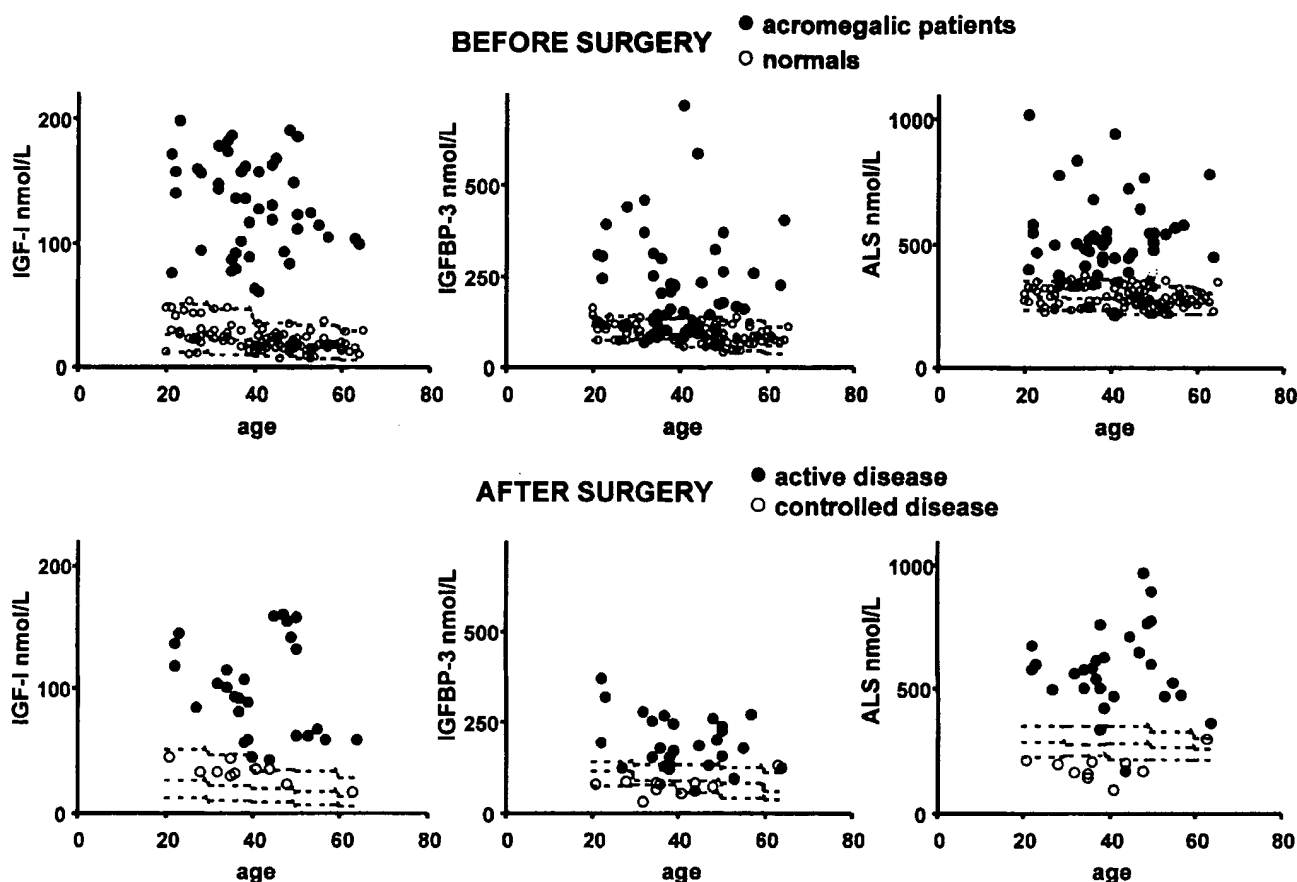 BEFORE SURGERY
● acromegalic patients
○ normals
IGF-I nmol/L
200
100
0
0 20 40 60 80
age
IGFBP-3 nmol/L
500
250
0
0 20 40 60 80
age
ALS nmol/L
1000
500
0
0 20 40 60 80
age
AFTER SURGERY
● active disease
○ controlled disease
IGF-I nmol/L
200
100
0
0 20 40 60 80
age
IGFBP-3 nmol/L
500
250
0
0 20 40 60 80
age
ALS nmol/L
1000
500
0
0 20 40 60 80
age